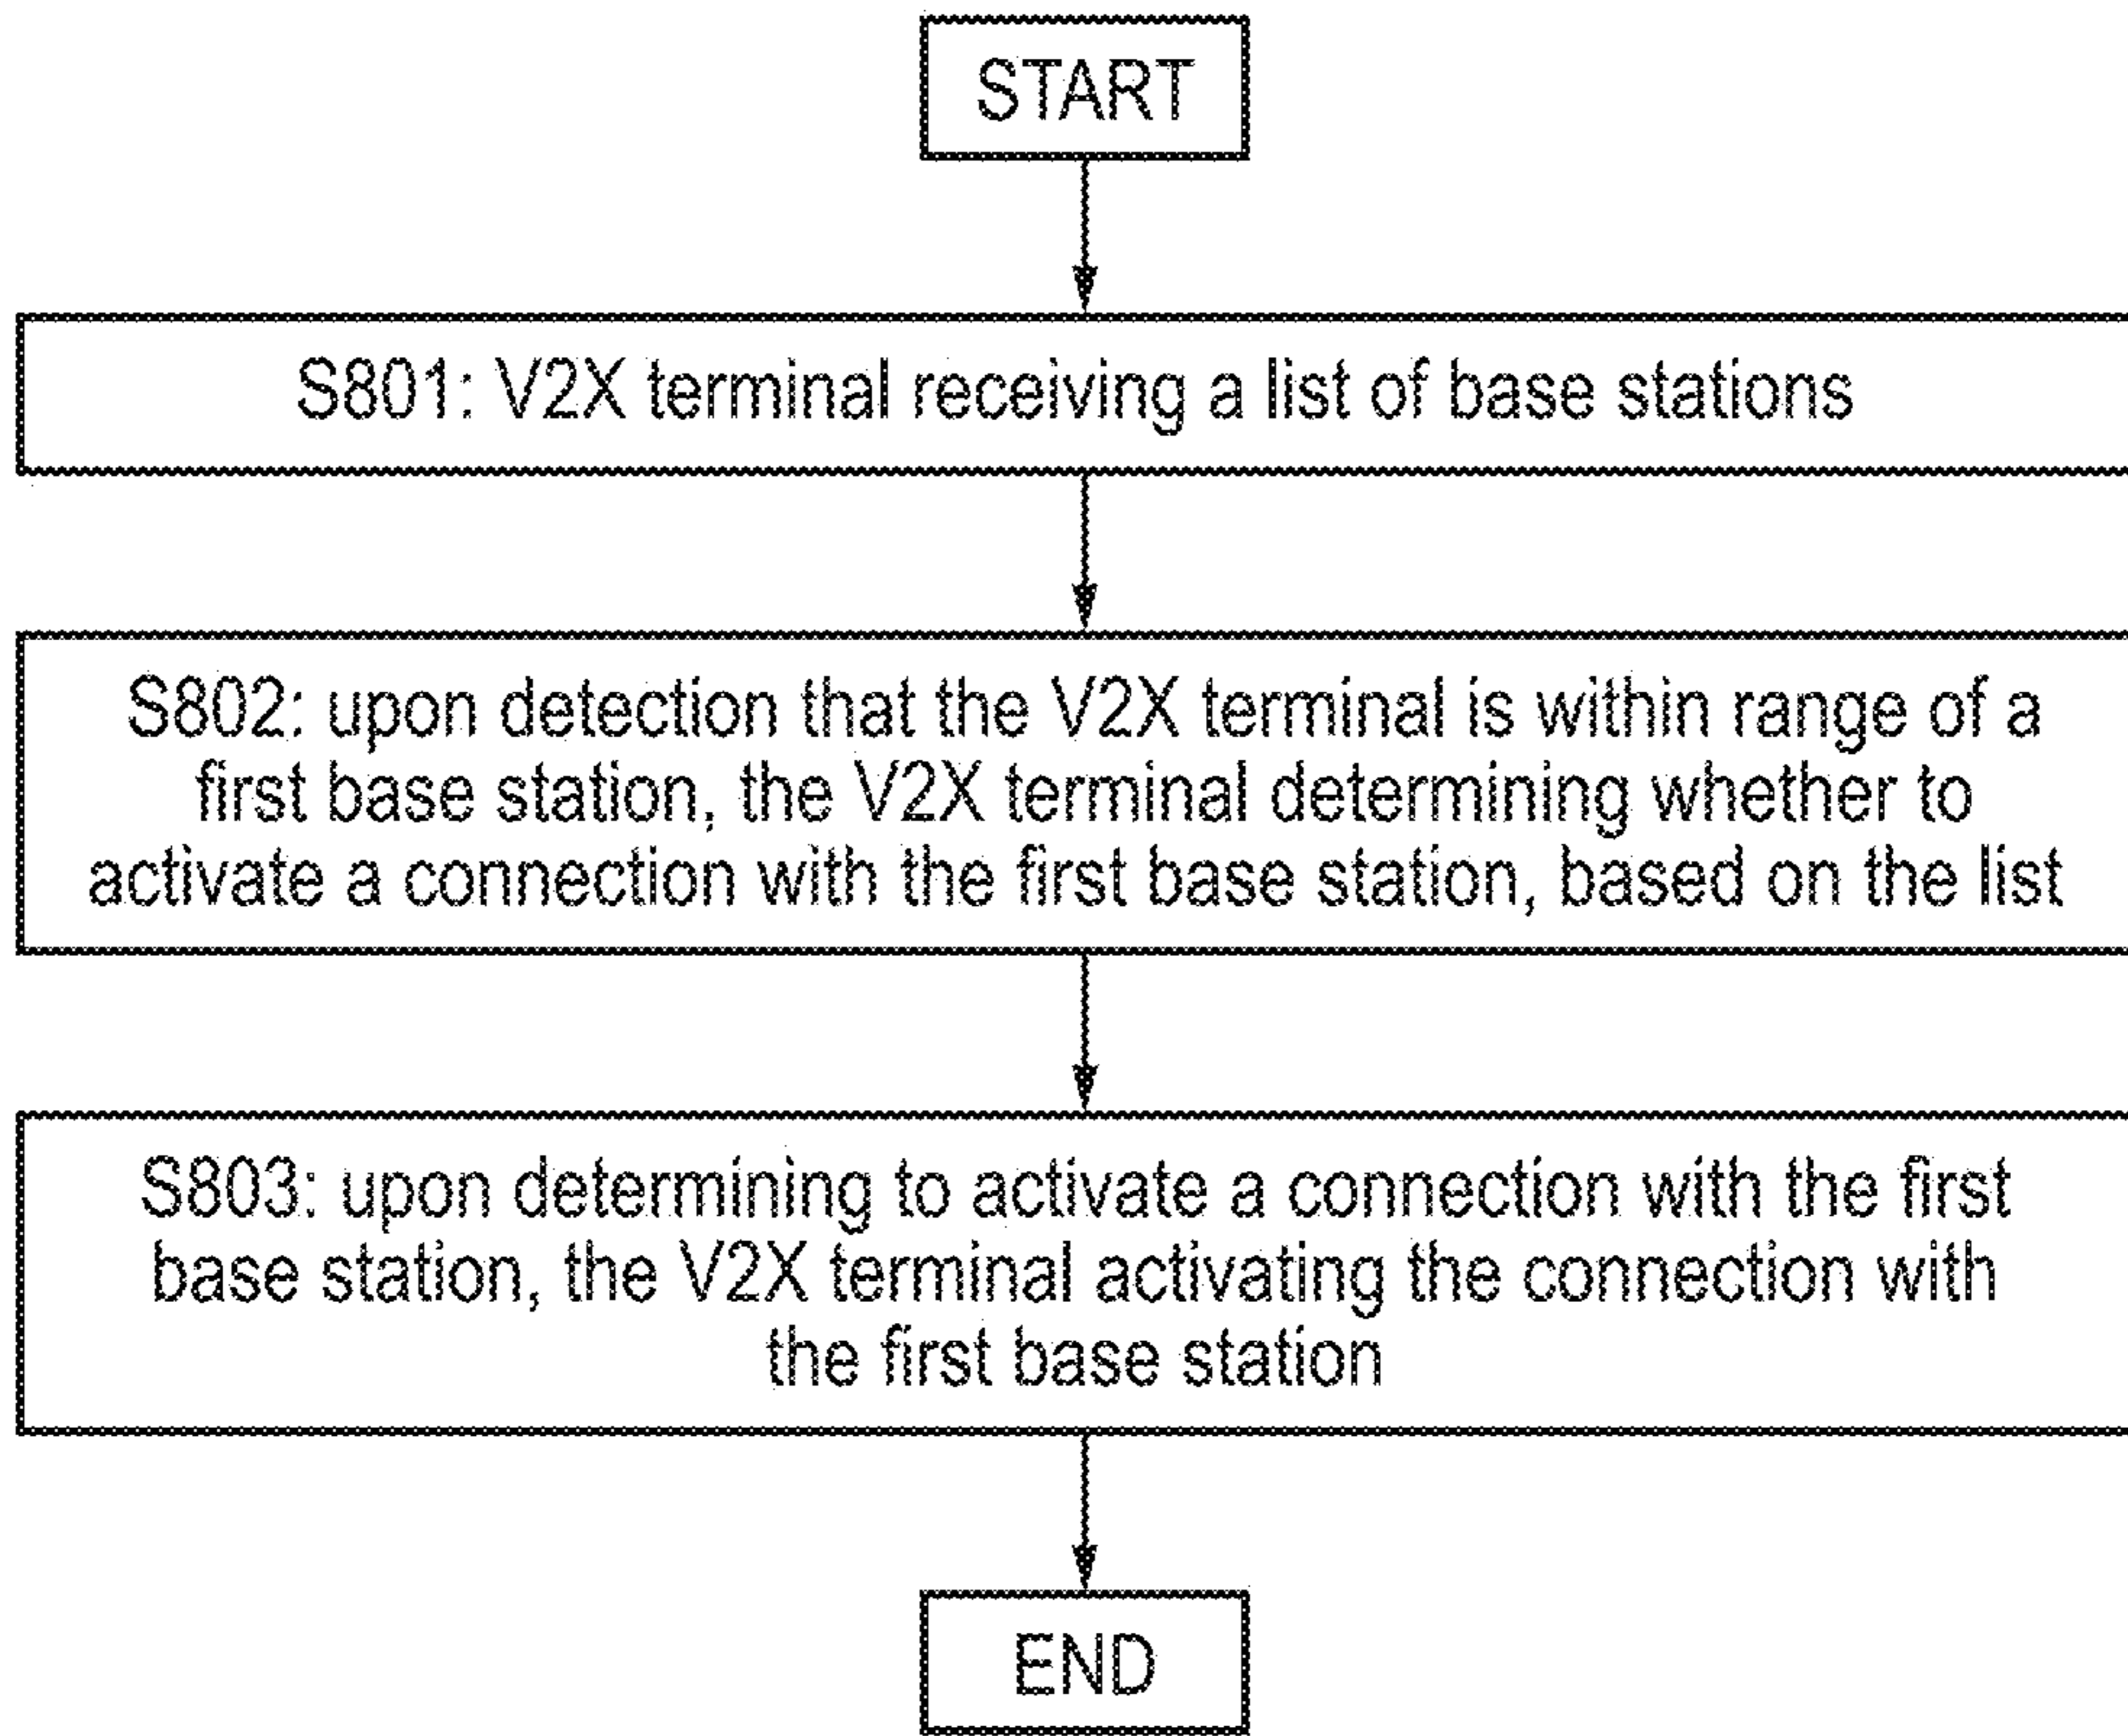 START
S801: V2X terminal receiving a list of base stations
S802: upon detection that the V2X terminal is within range of a
first base station, the V2X terminal determining whether to
activate a connection with the first base station, based on the list
S803: upon determining to activate a connection with the first
base station, the V2X terminal activating the connection with
the first base station
END